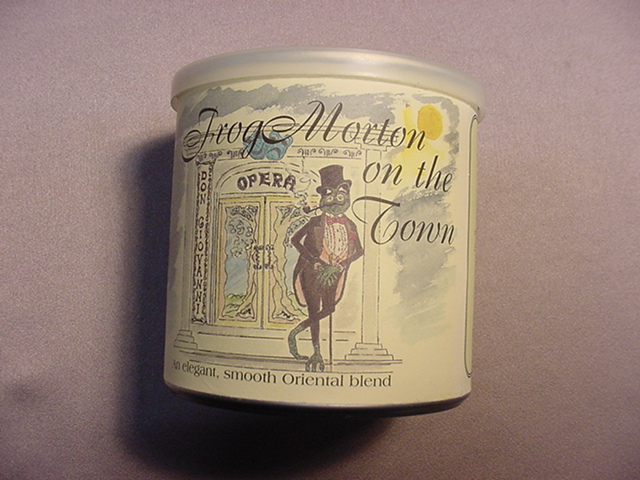 Frog Morton
on the
Town
OPERA
DON GIOVANNI
An elegant, smooth Oriental blend